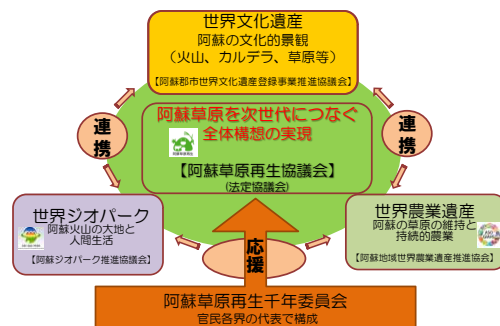 世界文化遺産
阿蘇の文化的景観
（火山、カルデラ、草原等）
【阿蘇郡市世界文化遺産登録事業推進協議会】
連携
連携
阿蘇草原を次世代につなぐ
全体構想の実現
【阿蘇草原再生協議会】
(法定協議会)
世界ジオパーク
阿蘇火山の大地と
人間生活
【阿蘇ジオパーク推進協議会】
世界農業遺産
阿蘇の草原の維持と
持続的農業
【阿蘇地域世界農業遺産推進協会】
応援
阿蘇草原再生千年委員会
官民各界の代表で構成